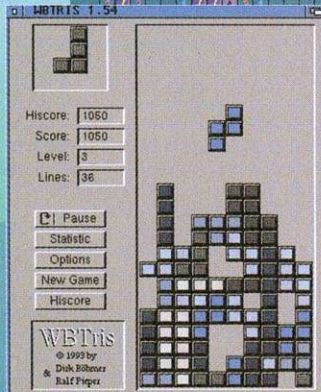 WBTRIS 1.54
Hiscore: 1050
Score: 1050
Level: 3
Lines: 36
Pause
Statistic
Options
New Game
Hiscore
WBTris
© 1993 by
Dirk Böhmer
& Ralf Pieper